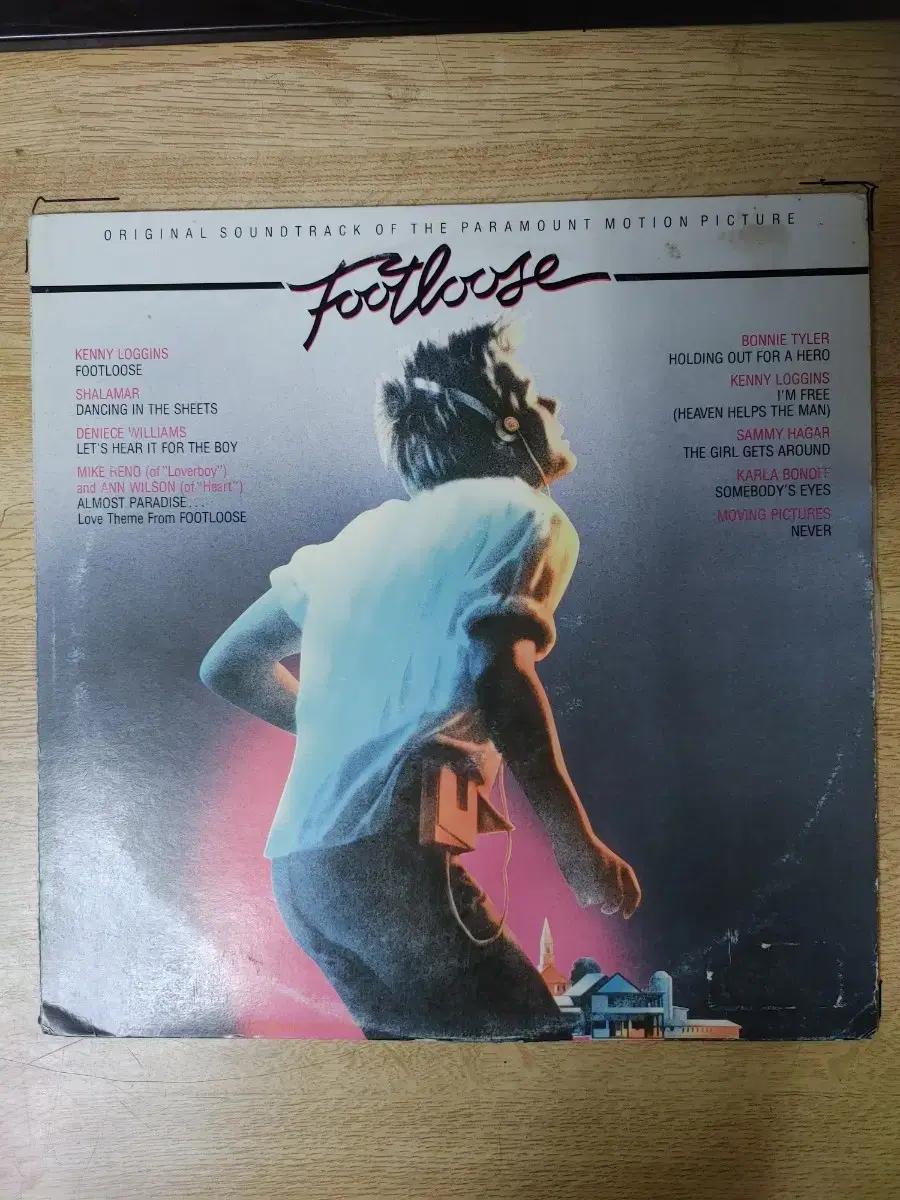 ORIGINAL SOUNDTRACK OF THE PARAMOUNT MOTION PICTURE
Footloose
KENNY LOGGINS
FOOTLOOSE
SHALAMAR
DANCING IN THE SHEETS
DENIECE WILLIAMS
LET'S HEAR IT FOR THE BOY
MIKE RENO (of "Loverboy")
and ANN WILSON (of "Heart")
ALMOST PARADISE...
Love Theme From FOOTLOOSE
BONNIE TYLER
HOLDING OUT FOR A HERO
KENNY LOGGINS
I'M FREE
(HEAVEN HELPS THE MAN)
SAMMY HAGAR
THE GIRL GETS AROUND
KARLA BONOFF
SOMEBODY'S EYES
MOVING PICTURES
NEVER